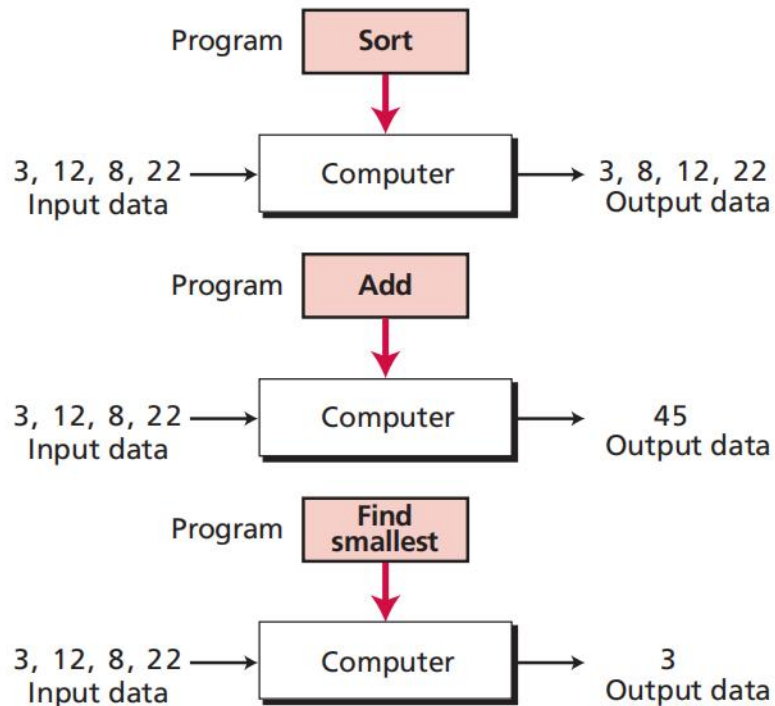 Program
Sort
3, 12, 8, 22
Input data
Computer
3, 8, 12, 22
Output data
Program
Add
3, 12, 8, 22
Input data
Computer
45
Output data
Program
Find
smallest
3, 12, 8, 22
Input data
Computer
3
Output data